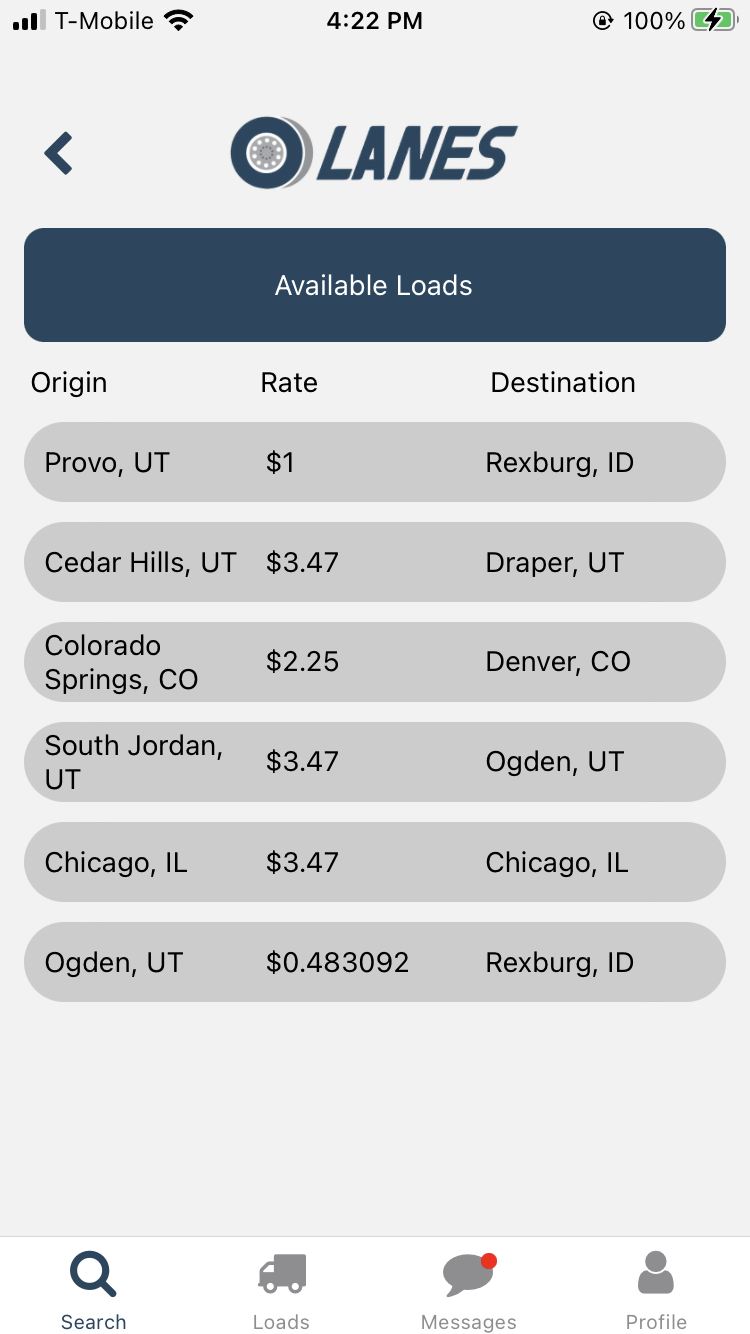 T-Mobile 4:22 PM 100%
LANES
Available Loads
Origin Rate Destination
Provo, UT $1 Rexburg, ID
Cedar Hills, UT $3.47 Draper, UT
Colorado
Springs, CO $2.25 Denver, CO
South Jordan,
UT $3.47 Ogden, UT
Chicago, IL $3.47 Chicago, IL
Ogden, UT $0.483092 Rexburg, ID
Search Loads Messages Profile